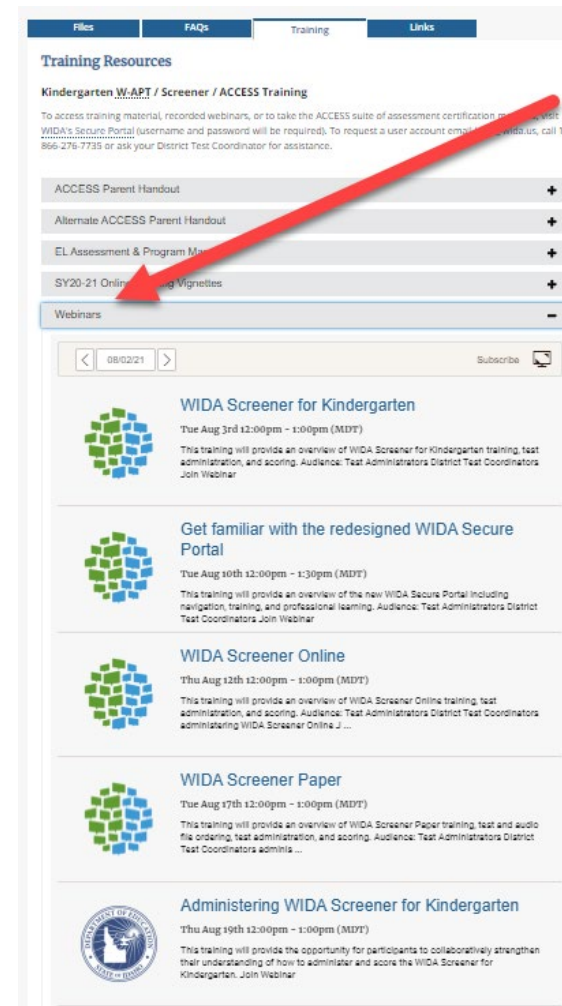 Files FAQs Training Links
Training Resources
Kindergarten W-APT / Screener / ACCESS Training
To access training material, recorded webinars, or to take the ACCESS suite of assessment certification visit
WIDA's Secure Portal (username and password will be required). To request a user account email call 1
866-276-7735 or ask your District Test Coordinator for assistance.
ACCESS Parent Handout
Alternate ACCESS Parent Handout
EL Assessment & Program
SY20-21 Vignettes
Webinars
08/02/21 Subscribe
WIDA Screener for Kindergarten
Tue Aug 3rd 12:00pm - 1:00pm (MDT)
This training will provide an overview of WIDA Screener for Kindergarten training, test
administration, and scoring. Audience: Test Administrators District Test Coordinators
Join Webinar
Get familiar with the redesigned WIDA Secure
Portal
Tue Aug 10th 12:00pm - 1:30pm (MDT)
This training will provide an overview of the new WIDA Secure Portal including
navigation, training, and professional learning. Audience: Test Administrators District
Test Coordinators Join Webinar
WIDA Screener Online
Thu Aug 12th 12:00pm - 1:00pm (MDT)
This training will provide an overview of WIDA Screener Online training, test
administration, and scoring. Audience: Test Administrators District Test Coordinators
administering WIDA Screener Online J ...
WIDA Screener Paper
Tue Aug 17th 12:00pm - 1:00pm (MDT)
This training will provide an overview of WIDA Screener Paper training, test and audio
file ordering, test administration, and scoring. Audience: Test Administrators District
Test Coordinators adminis ...
DEPARTMENT OF EDUCATION
STATE OF IDAHO
Administering WIDA Screener for Kindergarten
Thu Aug 19th 12:00pm - 1:00pm (MDT)
This training will provide the opportunity for participants to collaboratively strengthen
their understanding of how to administer and score the WIDA Screener for
Kindergarten. Join Webinar